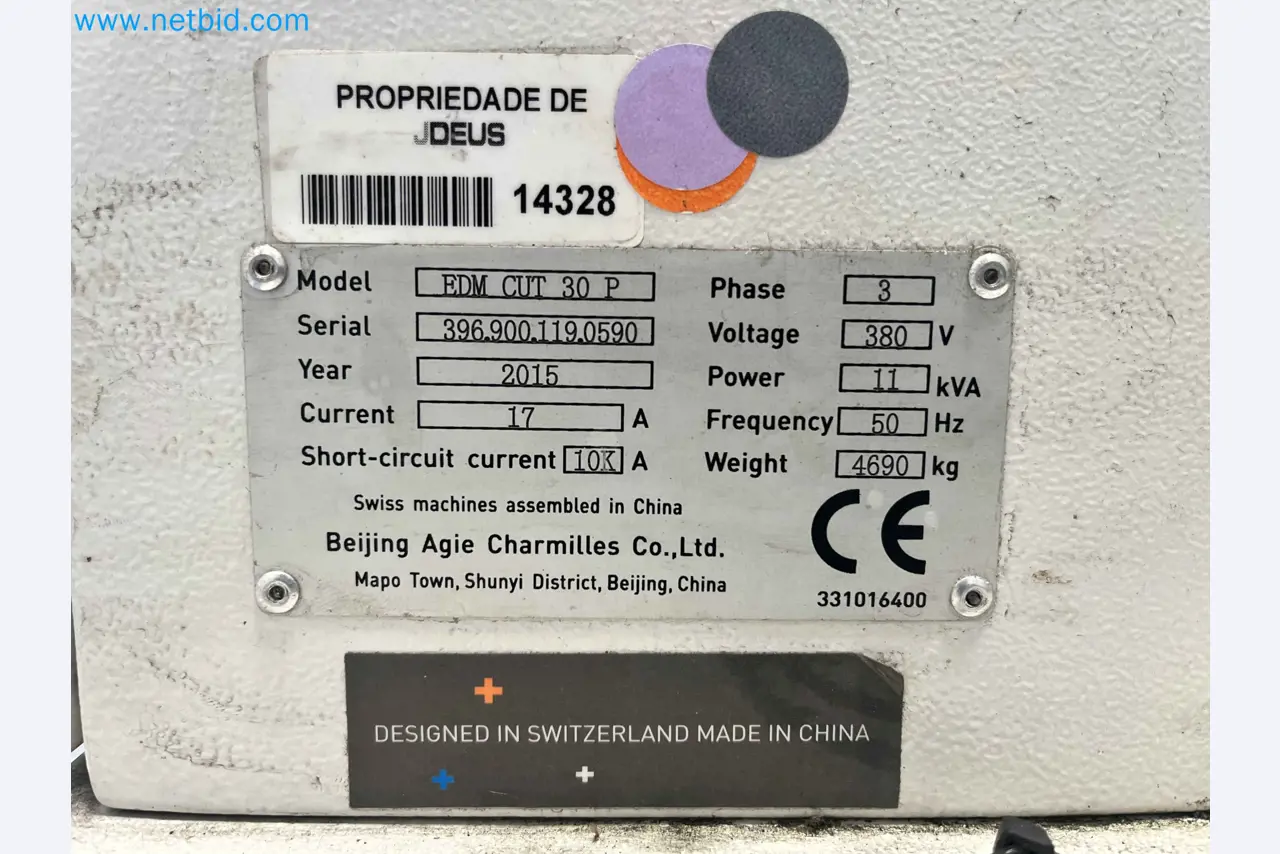 www.netbid.com
PROPRIEDADE DE
JDEUS
14328
Model EDM CUT 30 P
Serial 396.900.119.0590
Year 2015
Current 17 A
Short-circuit current 10K A
Phase 3
Voltage 380 V
Power 11 kVA
Frequency 50 Hz
Weight 4690 kg
Swiss machines assembled in China
Beijing Agie Charmilles Co.,Ltd.
Mapo Town, Shunyi District, Beijing, China
CE
331016400
DESIGNED IN SWITZERLAND MADE IN CHINA